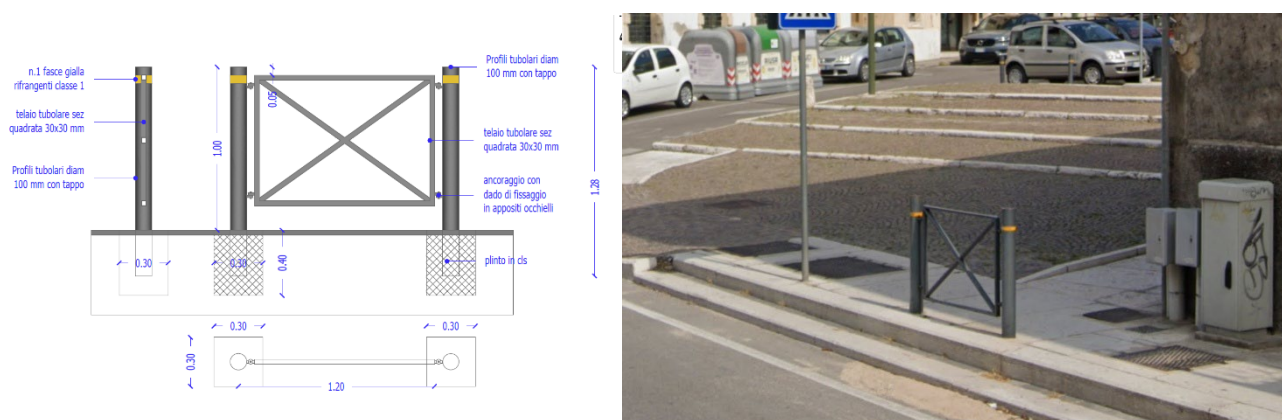 n.1 fasce gialla
rifrangenti classe 1
telaio tubolare sez
quadrata 30x30 mm
Profili tubolari diam
100 mm con tappo
0.30
1.00
0.05
0.30
0.40
Profili tubolari diam
100 mm con tappo
telaio tubolare sez
quadrata 30x30 mm
ancoraggio con
dado di fissaggio
in appositi occhielli
plinto in cls
1.28
0.30
0.30
0.30
1.20